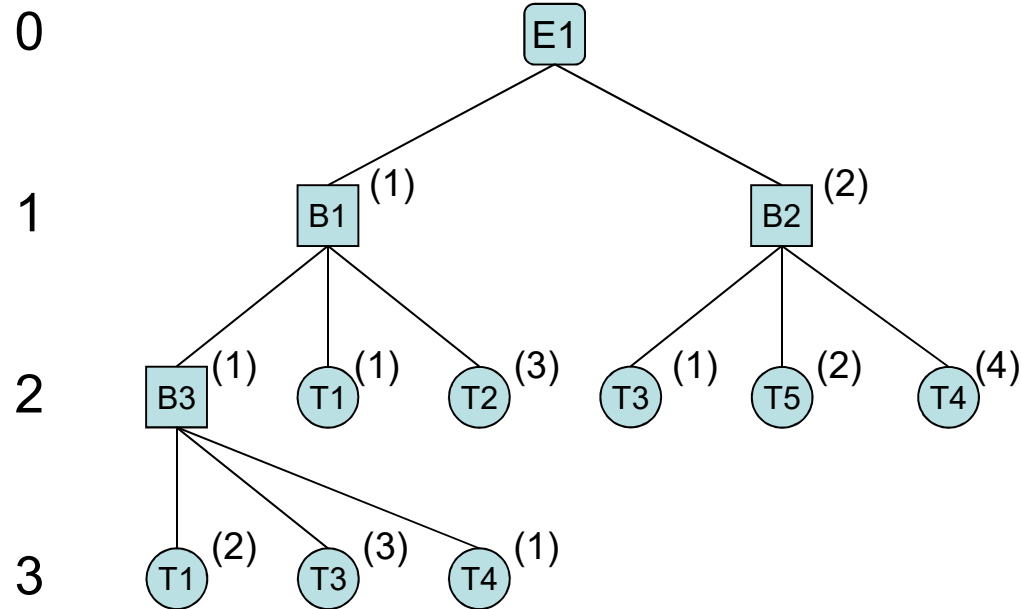 0
E1
1
B1 (1)
B2 (2)
2
B3 (1)
T1 (1)
T2 (3)
T3 (1)
T5 (2)
T4 (4)
3
T1 (2)
T3 (3)
T4 (1)